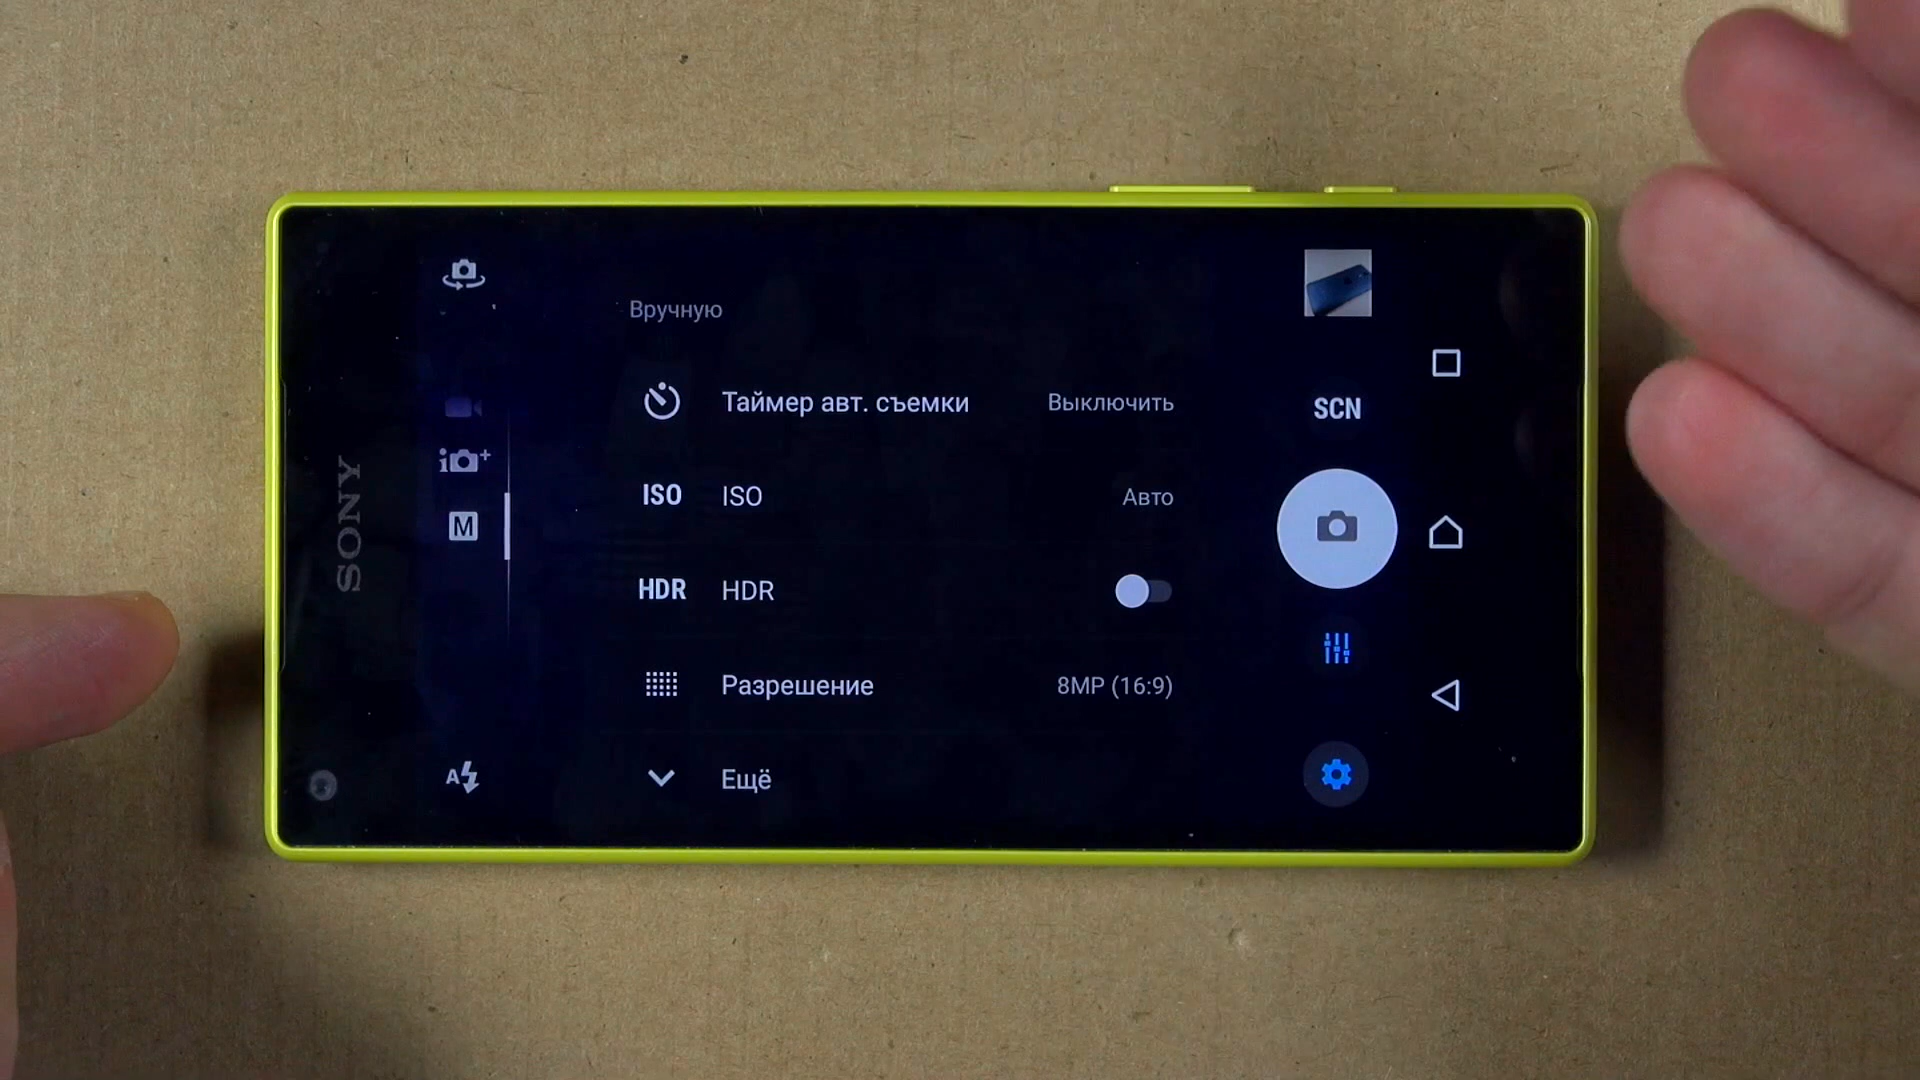 SONY
Вручную
Таймер авт. съемки Выключить
SCN
i+
ISO ISO Авто
M
HDR HDR
Разрешение 8MP (16:9)
A
Ещё